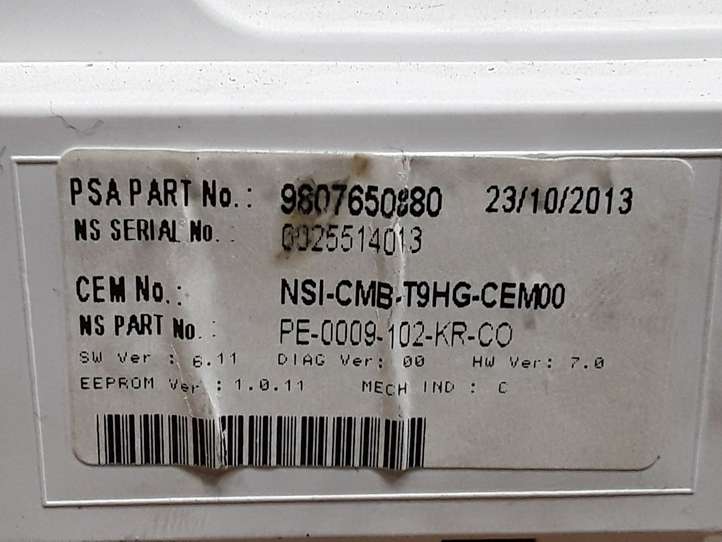 PSA PART No.: 9807650880 23/10/2013
NS SERIAL No. : 0025514013
CEM No.: NSI-CMB-T9HG-CEM00
NS PART No.: PE-0009-102-KR-CO
SW Ver : 6.11 DIAG Ver: 00 HW Ver: 7.0
EEPROM Ver : 1.0.11 MECH IND : C